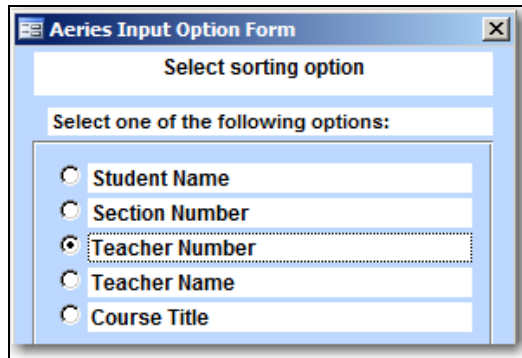 Aeries Input Option Form
Select sorting option
Select one of the following options:
Student Name
Section Number
Teacher Number
Teacher Name
Course Title